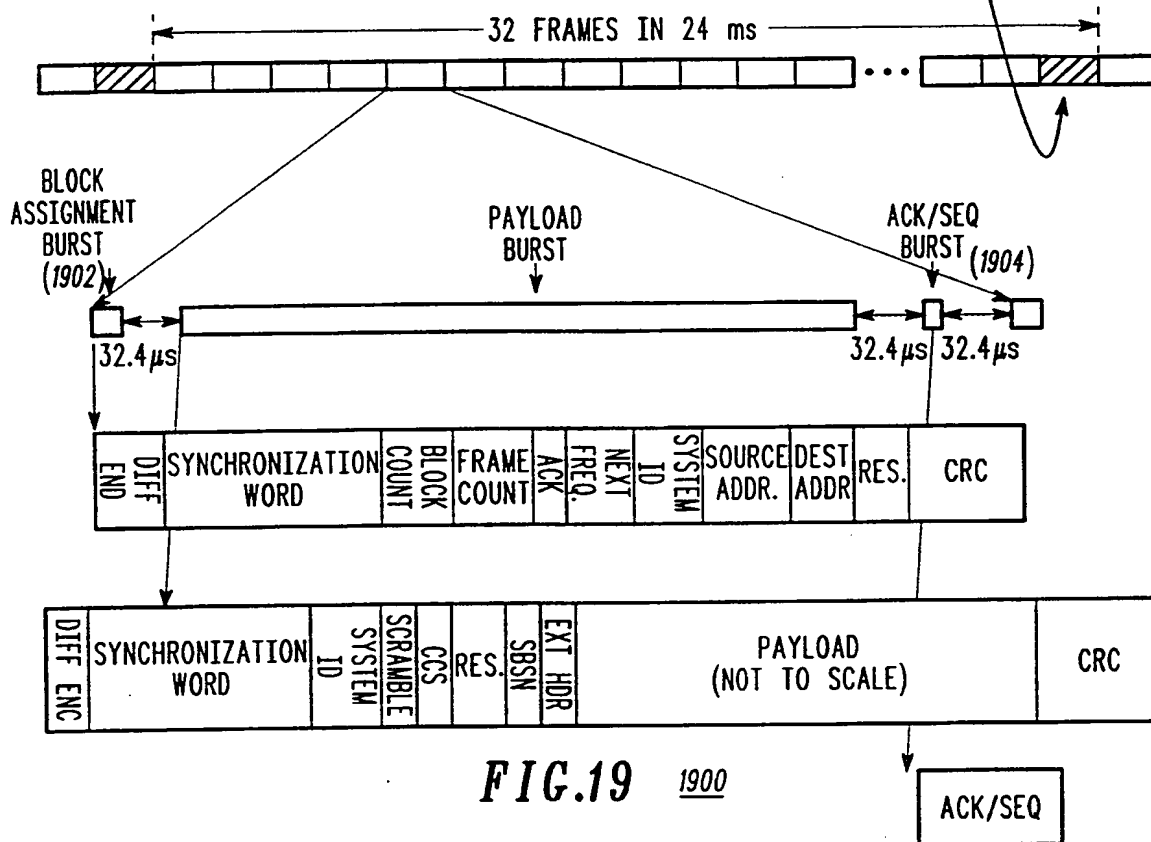 32 FRAMES IN 24 ms
BLOCK
ASSIGNMENT
BURST
(1902)
PAYLOAD
BURST
ACK/SEQ
BURST
(1904)
32.4µs
32.4µs
32.4µs
DIFF
END
SYNCHRONIZATION
WORD
BLOCK
COUNT
FRAME
COUNT
ACK
NEXT
FREQ.
SYSTEM
ID
SOURCE
ADDR.
DEST
ADDR
RES.
CRC
DIFF ENC
SYNCHRONIZATION
WORD
SYSTEM
ID
SCRAMBLE
CCS
RES.
SBSN
EXT HDR
PAYLOAD
(NOT TO SCALE)
CRC
FIG.19 1900
ACK/SEQ